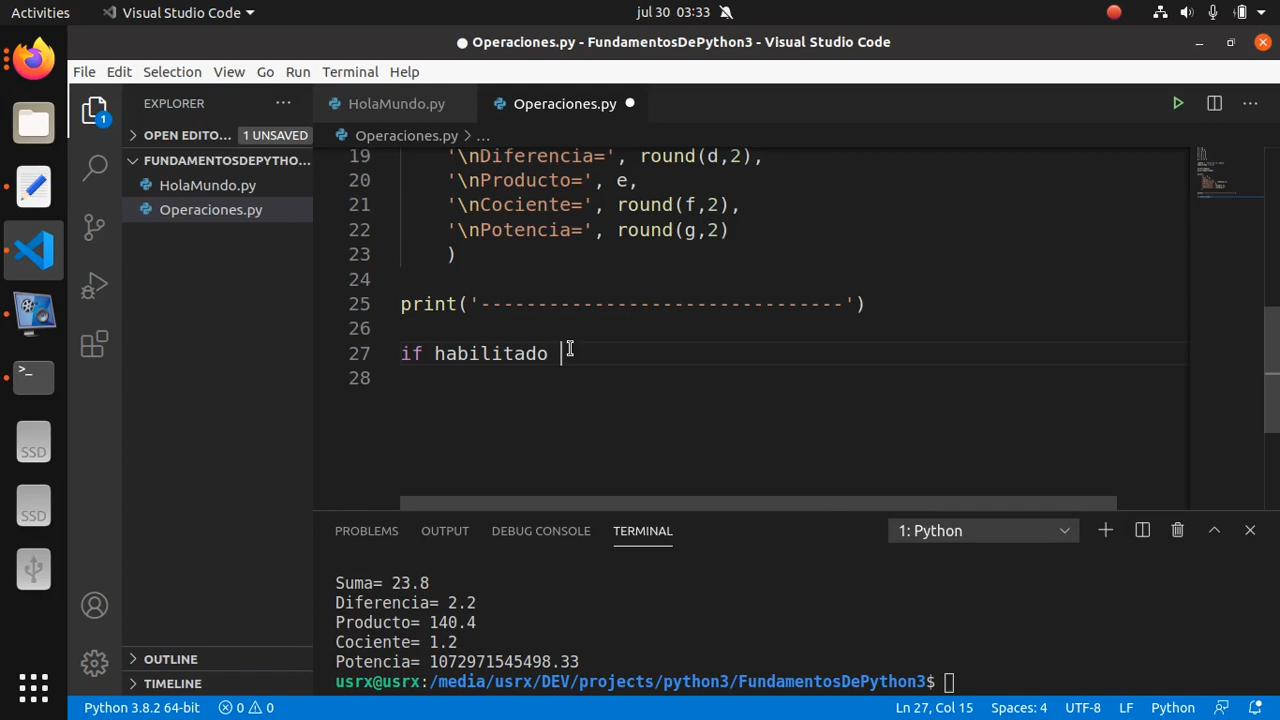 Activities
Visual Studio Code
jul 30 03:33
Operaciones.py - FundamentosDePython3 - Visual Studio Code
File Edit Selection View Go Run Terminal Help
EXPLORER
HolaMundo.py
Operaciones.py
1
OPEN EDITO... 1 UNSAVED
Operaciones.py > ...
FUNDAMENTOSDEPYTHO...
HolaMundo.py
Operaciones.py
19 '\nDiferencia=', round(d,2),
20 '\nProducto=', e,
21 '\nCociente=', round(f,2),
22 '\nPotencia=', round(g,2)
23 )
24
25 print('--------------------------------')
26
27 if habilitado
28
PROBLEMS OUTPUT DEBUG CONSOLE TERMINAL
1: Python
Suma= 23.8
Diferencia= 2.2
Producto= 140.4
Cociente= 1.2
Potencia= 1072971545498.33
usrx@usrx:/media/usrx/DEV/projects/python3/FundamentosDePython3$
SSD
SSD
OUTLINE
TIMELINE
Python 3.8.2 64-bit 0 0 Ln 27, Col 15 Spaces: 4 UTF-8 LF Python